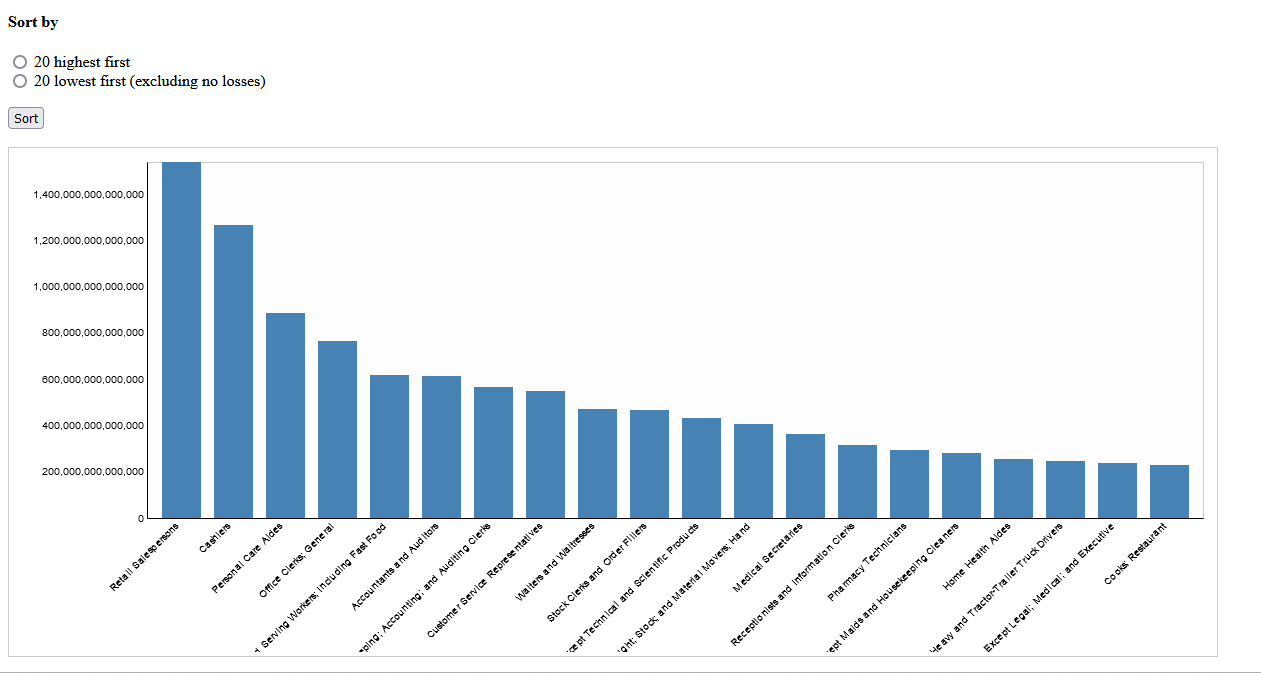 Sort by
20 highest first
20 lowest first (excluding no losses)
Sort
1,400,000,000,000,000
1,200,000,000,000,000
1,000,000,000,000,000
800,000,000,000,000
600,000,000,000,000
400,000,000,000,000
200,000,000,000,000
0
Retail Salespersons
Cashiers
Personal Care Aides
Office Clerks; General
d Serving Workers; Including Fast Food
Accountants and Auditors
ping; Accounting; and Auditing Clerks
Customer Service Representatives
Waiters and Waitresses
Stock Clerks and Order Fillers
cept Technical and Scientific Products
ght; Stock and Material Movers; Hand
Medical Secretaries
Receptionists and Information Clerks
Pharmacy Technicians
ept Maids and Housekeeping Cleaners
Home Health Aides
Heavy and Tractor-Trailer Truck Drivers
Except Legal; Medical; and Executive
Cooks Restaurant